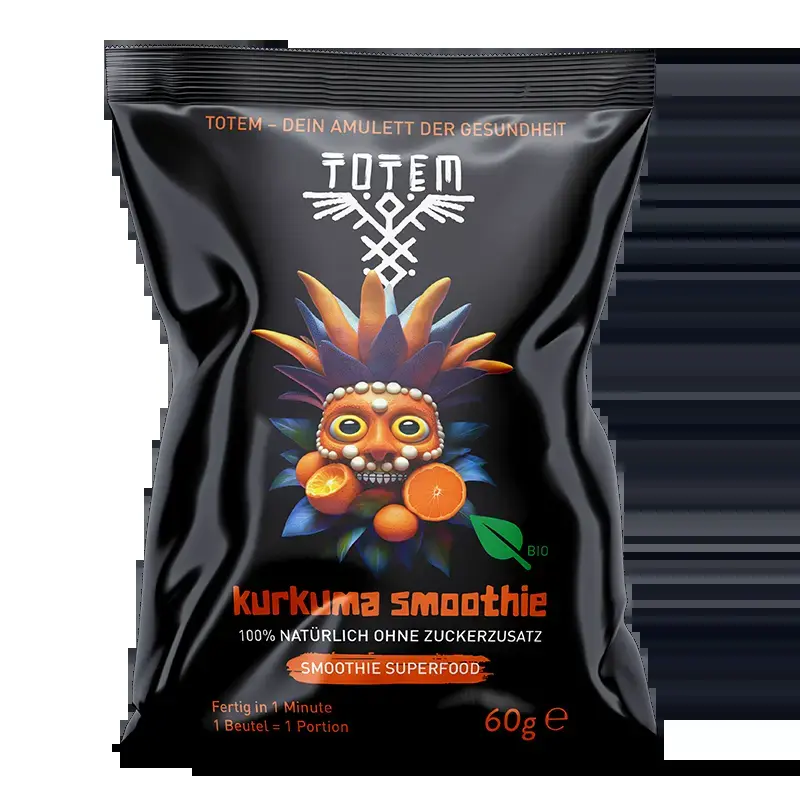 TOTEM – DEIN AMULETT DER GESUNDHEIT
TOTEM
BIO
kurkuma smoothie
100% NATÜRLICH OHNE ZUCKERZUSATZ
SMOOTHIE SUPERFOOD
Fertig in 1 Minute
1 Beutel = 1 Portion
60g ℮